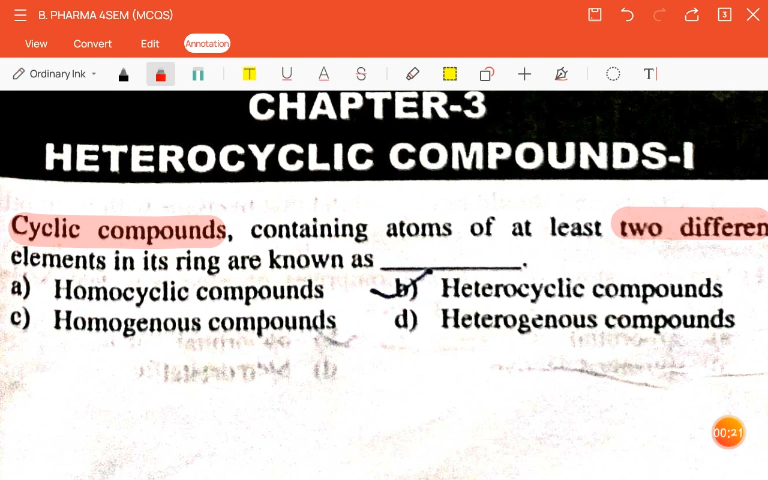 B. PHARMA 4SEM (MCQS)
3
View Convert Edit Annotation
Ordinary Ink
T U A S T
CHAPTER-3
HETEROCYCLIC COMPOUNDS-I
Cyclic compounds, containing atoms of at least two differen
elements in its ring are known as ____________.
a) Homocyclic compounds b) Heterocyclic compounds
c) Homogenous compounds d) Heterogenous compounds
00:21